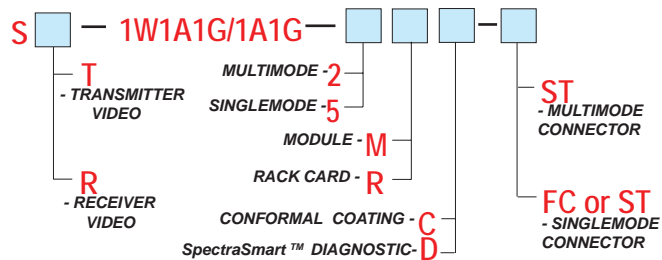 S — 1W1A1G/1A1G — —
T
- TRANSMITTER
VIDEO
R
- RECEIVER
VIDEO
MULTIMODE - 2
SINGLEMODE - 5
MODULE - M
RACK CARD - R
CONFORMAL COATING - C
SpectraSmart ™ DIAGNOSTIC- D
ST
- MULTIMODE
CONNECTOR
FC or ST
- SINGLEMODE
CONNECTOR